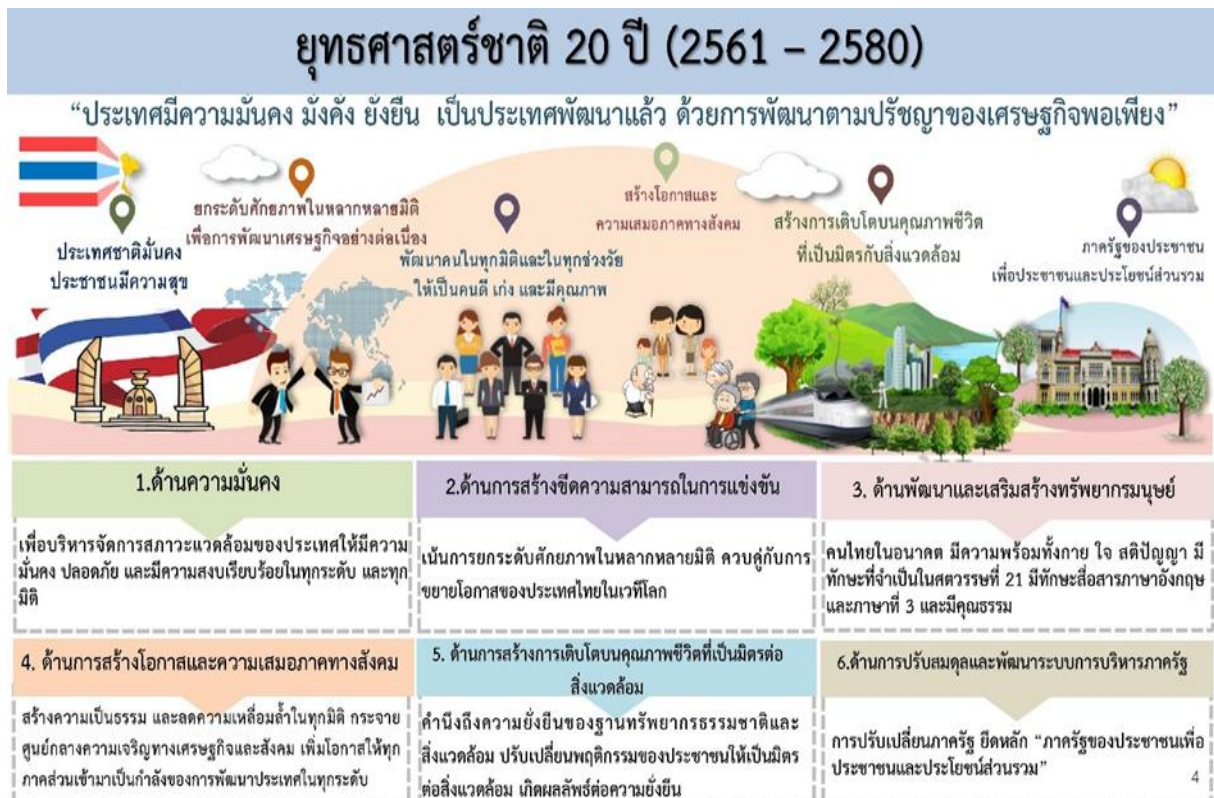 ยุทธศาสตร์ชาติ 20 ปี (2561 – 2580)
“ประเทศมีความมั่นคง มั่งคั่ง ยั่งยืน เป็นประเทศพัฒนาแล้ว ด้วยการพัฒนาตามปรัชญาของเศรษฐกิจพอเพียง”
ประเทศชาติมั่นคง
ประชาชนมีความสุข
ยกระดับศักยภาพในหลากหลายมิติ
เพื่อการพัฒนาเศรษฐกิจอย่างต่อเนื่อง
พัฒนาคนในทุกมิติและในทุกช่วงวัย
ให้เป็นคนดี เก่ง และมีคุณภาพ
สร้างโอกาสและ
ความเสมอภาคทางสังคม
สร้างการเติบโตบนคุณภาพชีวิต
ที่เป็นมิตรกับสิ่งแวดล้อม
ภาครัฐของประชาชน
เพื่อประชาชนและประโยชน์ส่วนรวม
1.ด้านความมั่นคง
เพื่อบริหารจัดการสภาวะแวดล้อมของประเทศให้มีความ
มั่นคง ปลอดภัย และมีความสงบเรียบร้อยในทุกระดับ และทุก
มิติ
2.ด้านการสร้างขีดความสามารถในการแข่งขัน
เน้นการยกระดับศักยภาพในหลากหลายมิติ ควบคู่กับการ
ขยายโอกาสของประเทศไทยในเวทีโลก
3. ด้านพัฒนาและเสริมสร้างทรัพยากรมนุษย์
คนไทยในอนาคต มีความพร้อมทั้งกาย ใจ สติปัญญา มี
ทักษะที่จำเป็นในศตวรรษที่ 21 มีทักษะสื่อสารภาษาอังกฤษ
และภาษาที่ 3 และมีคุณธรรม
4. ด้านการสร้างโอกาสและความเสมอภาคทางสังคม
สร้างความเป็นธรรม และลดความเหลื่อมล้ำในทุกมิติ กระจาย
ศูนย์กลางความเจริญทางเศรษฐกิจและสังคม เพิ่มโอกาสให้ทุก
ภาคส่วนเข้ามาเป็นกำลังของการพัฒนาประเทศในทุกระดับ
5. ด้านการสร้างการเติบโตบนคุณภาพชีวิตที่เป็นมิตรต่อ
สิ่งแวดล้อม
คำนึงถึงความยั่งยืนของฐานทรัพยากรธรรมชาติและ
สิ่งแวดล้อม ปรับเปลี่ยนพฤติกรรมของประชาชนให้เป็นมิตร
ต่อสิ่งแวดล้อม เกิดผลลัพธ์ต่อความยั่งยืน
6.ด้านการปรับสมดุลและพัฒนาระบบการบริหารภาครัฐ
การปรับเปลี่ยนภาครัฐ ยึดหลัก “ภาครัฐของประชาชนเพื่อ
ประชาชนและประโยชน์ส่วนรวม”
4